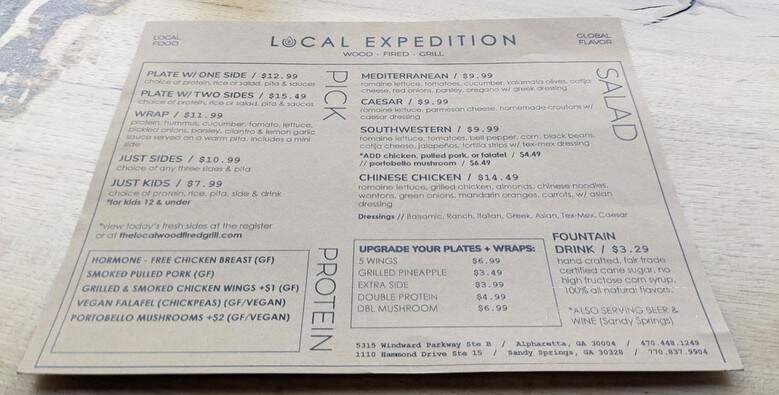 LOCAL
FOOD
LOCAL EXPEDITION
WOOD - FIRED - GRILL
GLOBAL
FLAVOR
PICK
PLATE W/ ONE SIDE / $12.99
choice of protein, rice or salad, pita & sauces
PLATE W/ TWO SIDES / $15.49
choice of protein, rice or salad, pita & sauces
WRAP / $11.99
protein, hummus, cucumber, tomato, lettuce,
pickled onions, parsley, cilantro & lemon garlic
sauce served on a warm pita. includes a mini
side
JUST SIDES / $10.99
choice of any three sides & pita
JUST KIDS / $7.99
choice of protein, rice, pita, side & drink
*for kids 12 & under
*view today's fresh sides at the register
or at thelocalwoodfiredgrill.com
SALAD
MEDITERRANEAN / $9.99
romaine lettuce, tomatoes, cucumber, kalamata olives, cotija
cheese, red onions, parsley, oregano w/ greek dressing
CAESAR / $9.99
romaine lettuce, parmesan cheese, homemade croutons w/
caesar dressing
SOUTHWESTERN / $9.99
romaine lettuce, tomatoes, bell pepper, corn, black beans,
cotija cheese, jalapeños, tortilla strips w/ tex-mex dressing
*ADD chicken, pulled pork, or falafel / $4.49
// portobello mushroom / $6.49
CHINESE CHICKEN / $14.49
romaine lettuce, grilled chicken, almonds, chinese noodles,
wontons, green onions, mandarin oranges, carrots, w/ asian
dressing
Dressings // Balsamic, Ranch, Italian, Greek, Asian, Tex-Mex, Caesar
PROTEIN
HORMONE - FREE CHICKEN BREAST (GF)
SMOKED PULLED PORK (GF)
GRILLED & SMOKED CHICKEN WINGS +$1 (GF)
VEGAN FALAFEL (CHICKPEAS) (GF/VEGAN)
PORTOBELLO MUSHROOMS +$2 (GF/VEGAN)
UPGRADE YOUR PLATES + WRAPS:
5 WINGS $6.99
GRILLED PINEAPPLE $3.49
EXTRA SIDE $3.99
DOUBLE PROTEIN $4.99
DBL MUSHROOM $6.99
FOUNTAIN
DRINK / $3.29
hand crafted, fair trade
certified cane sugar, no
high fructose corn syrup,
100% all natural flavors.
*ALSO SERVING BEER &
WINE (Sandy Springs)
5315 Windward Parkway Ste B / Alpharetta, GA 30004 / 470.448.1249
1110 Hammond Drive Ste 15 / Sandy Springs, GA 30328 / 770.837.9904